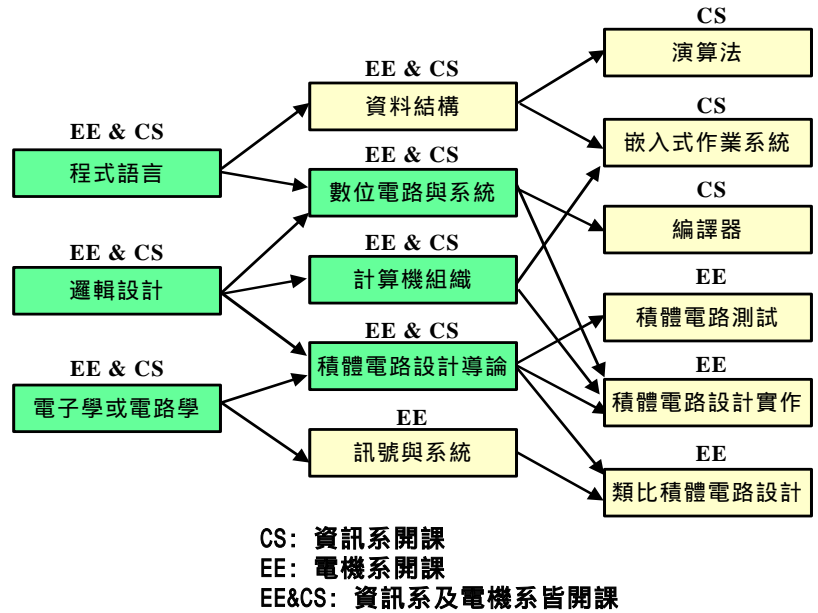 EE & CS
程式語言
EE & CS
邏輯設計
EE & CS
電子學或電路學
EE & CS
資料結構
EE & CS
數位電路與系統
EE & CS
計算機組織
EE & CS
積體電路設計導論
EE
訊號與系統
CS
演算法
CS
嵌入式作業系統
CS
編譯器
EE
積體電路測試
EE
積體電路設計實作
EE
類比積體電路設計
CS: 資訊系開課
EE: 電機系開課
EE&CS: 資訊系及電機系皆開課